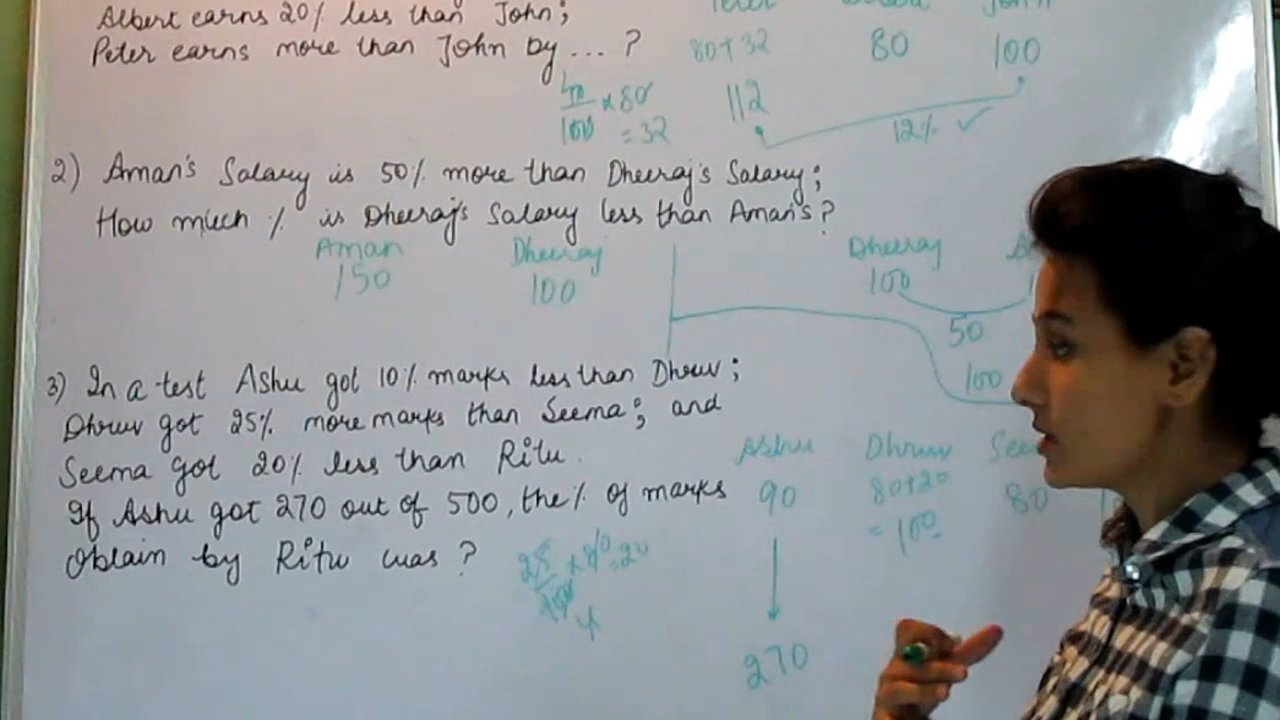 Albert earns 20% less than John;
Peter earns more than John by ... ?
80+32 80 100
40/100 × 80 = 32
112
12% ✓
2) Aman's Salary is 50% more than Dheeraj's Salary;
How much % is Dheeraj's Salary less than Aman's?
Aman Dheeraj
150 100
Dheeraj
100
50
100
3) In a test Ashu got 10% marks less than Dhruv;
Dhruv got 25% more marks than Seema; and
Seema got 20% less than Ritu.
If Ashu got 270 out of 500, the % of marks
Obtain by Ritu was ?
25/100 × 80 = 20
4
Ashu Dhruv
90 80+20 80
= 100
270